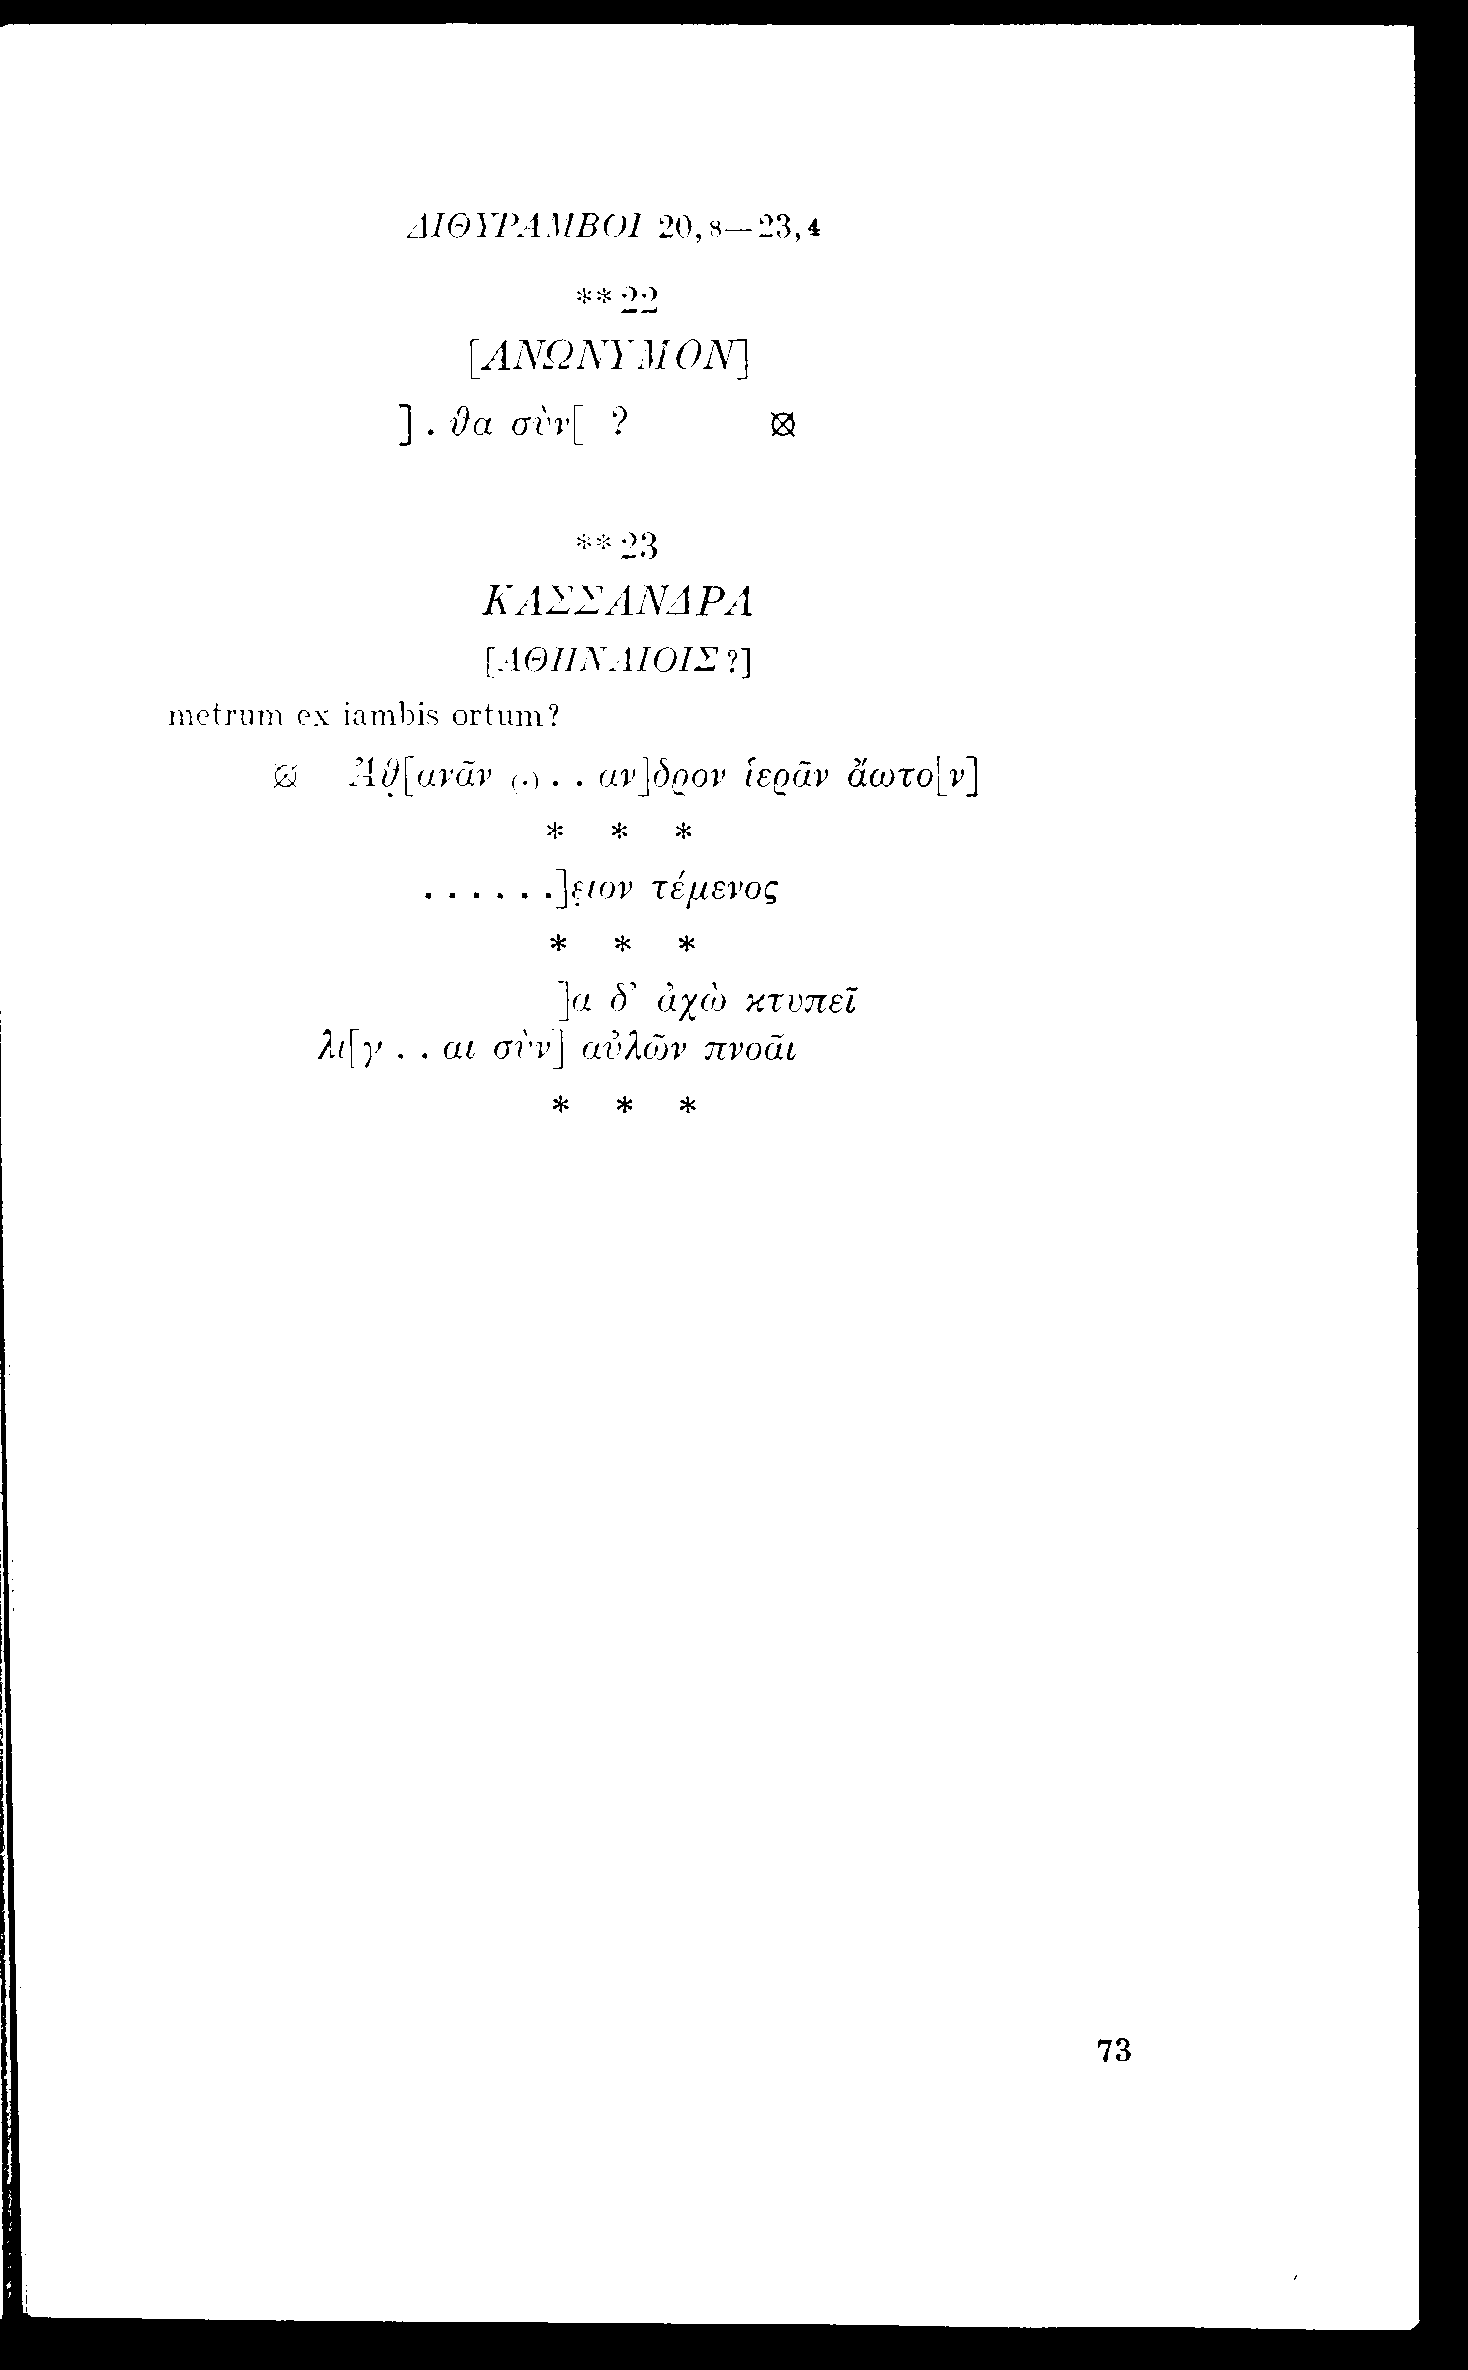 ΔΙΘΥΡΑΜΒΟΙ 20, 8—23, 4
** 22
[ΑΝΩΝΥΜΟΝ]
] . θα σὺν[ ?  ⊗
** 23
ΚΑΣΣΑΝΔΡΑ
[ΑΘΗΝΑΙΟΙΣ ?]
metrum ex iambis ortum?
⊗ Ἀθ̣[ανᾶν (.) . . αν]δρον ἱερᾶν ἄωτο[ν]
* * *
. . . . . .]ε̣ιον τέμενος
* * *
]α δ’ ἀχὼ κτυπεῖ
λι[γ . . αι σὺν] αὐλῶν πνοᾶι
* * *
73